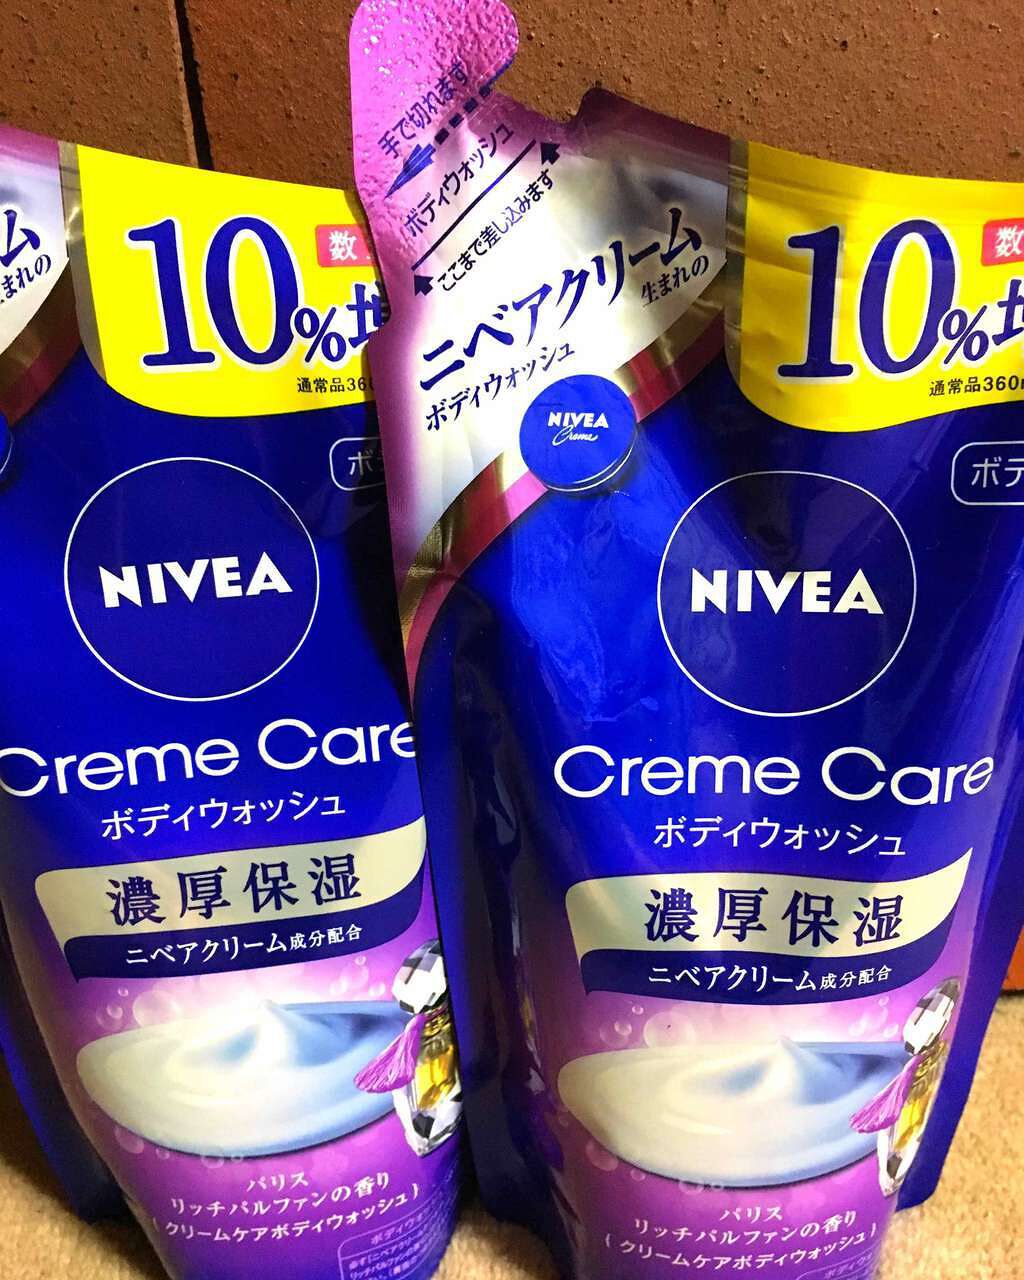 ム
まれの
10%増
通常品360
NIVEA
Creme Care
ボディウォッシュ
濃厚保湿
ニベアクリーム成分配合
パリス
リッチパルファンの香り
{ クリームケアボディウォッシュ }
手で切れます
ボディウォッシュ
ここまで差し込みます
ニベアクリーム
生まれの
ボディウォッシュ
NIVEA
Creme
数
10%増
通常品360m
ボデ
NIVEA
Creme Care
ボディウォッシュ
濃厚保湿
ニベアクリーム成分配合
パリス
リッチパルファンの香り
{ クリームケアボディウォッシュ }